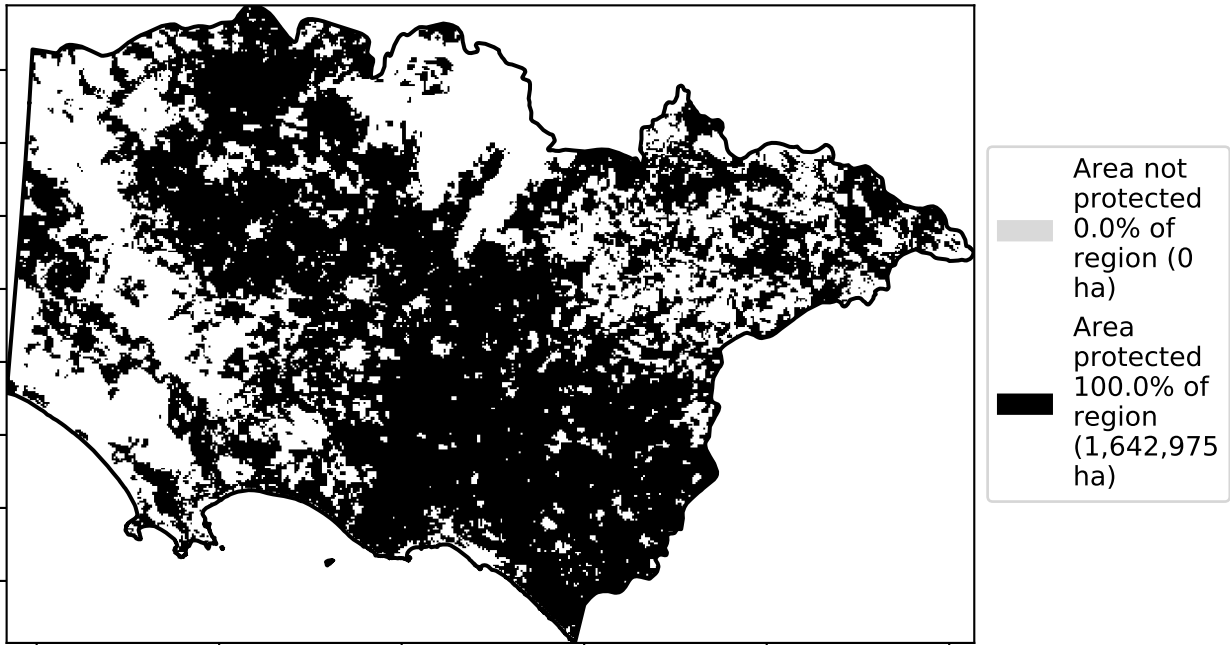 Area not
protected
0.0% of
region (0
ha)
Area
protected
100.0% of
region
(1,642,975
ha)